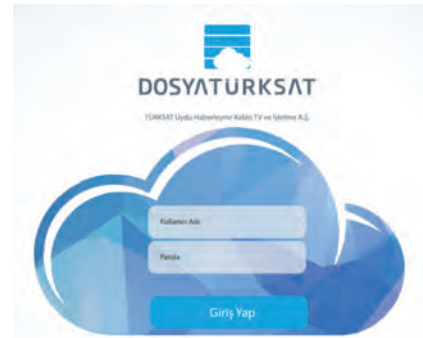 DOSYATÜRKSAT
TÜRKSAT Uydu Haberleşme Kablo TV ve İşletme A.Ş.
Kullanıcı Adı
Parola
Giriş Yap